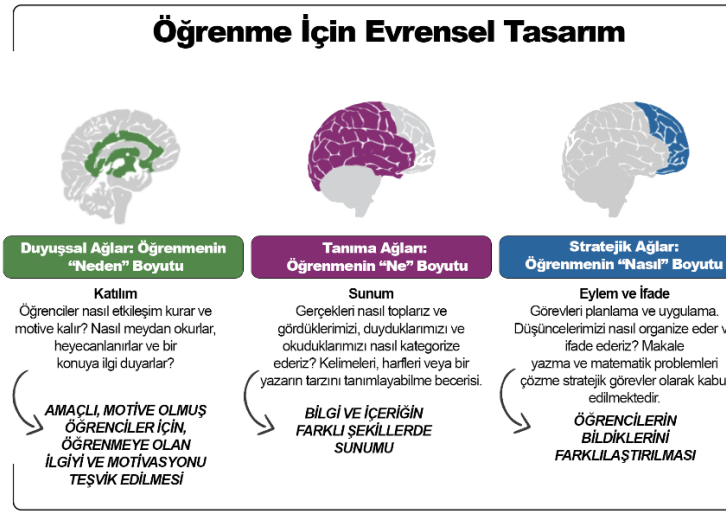 Öğrenme İçin Evrensel Tasarım
Duyuşsal Ağlar: Öğrenmenin
“Neden” Boyutu
Katılım
Öğrenciler nasıl etkileşim kurar ve
motive kalır? Nasıl meydan okurlar,
heyecanlanırlar ve bir
konuya ilgi duyarlar?
AMAÇLI, MOTİVE OLMUŞ
ÖĞRENCİLER İÇİN,
ÖĞRENMEYE OLAN
İLGİYİ VE MOTİVASYONU
TEŞVİK EDİLMESİ
Tanıma Ağları:
Öğrenmenin “Ne” Boyutu
Sunum
Gerçekleri nasıl toplarız ve
gördüklerimizi, duyduklarımızı ve
okuduklarımızı nasıl kategorize
ederiz? Kelimeleri, harfleri veya bir
yazarın tarzını tanımlayabilme becerisi.
BİLGİ VE İÇERİĞİN
FARKLI ŞEKİLLERDE
SUNUMU
Stratejik Ağlar:
Öğrenmenin “Nasıl” Boyutu
Eylem ve İfade
Görevleri planlama ve uygulama.
Düşüncelerimizi nasıl organize eder v
ifade ederiz? Makale
yazma ve matematik problemleri
çözme stratejik görevler olarak kabu
edilmektedir.
ÖĞRENCİLERİN
BİLDİKLERİNİ
FARKLILAŞTIRILMASI